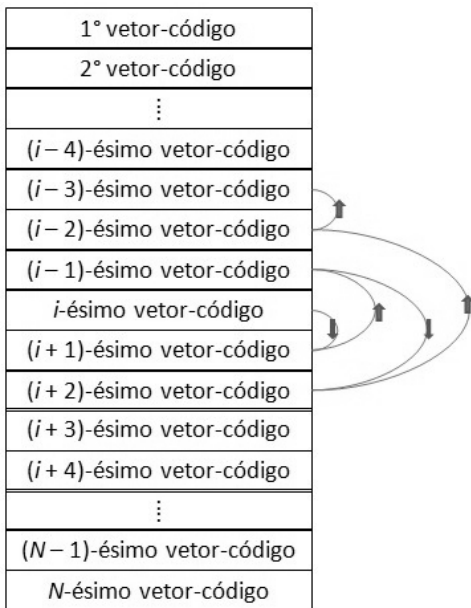 1° vetor-código
2° vetor-código
⋮
(i – 4)-ésimo vetor-código
(i – 3)-ésimo vetor-código
(i – 2)-ésimo vetor-código
(i – 1)-ésimo vetor-código
i-ésimo vetor-código
(i + 1)-ésimo vetor-código
(i + 2)-ésimo vetor-código
(i + 3)-ésimo vetor-código
(i + 4)-ésimo vetor-código
⋮
(N – 1)-ésimo vetor-código
N-ésimo vetor-código